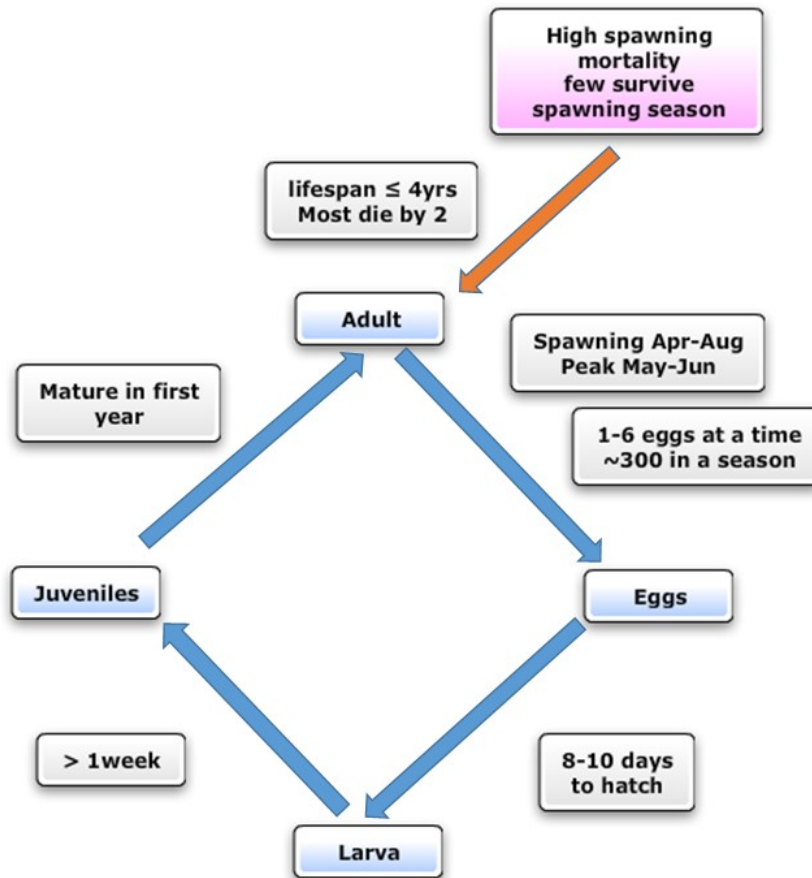 High spawning
mortality
few survive
spawning season
lifespan ≤ 4yrs
Most die by 2
Adult
Spawning Apr-Aug
Peak May-Jun
Mature in first
year
1-6 eggs at a time
~300 in a season
Juveniles
Eggs
> 1week
8-10 days
to hatch
Larva